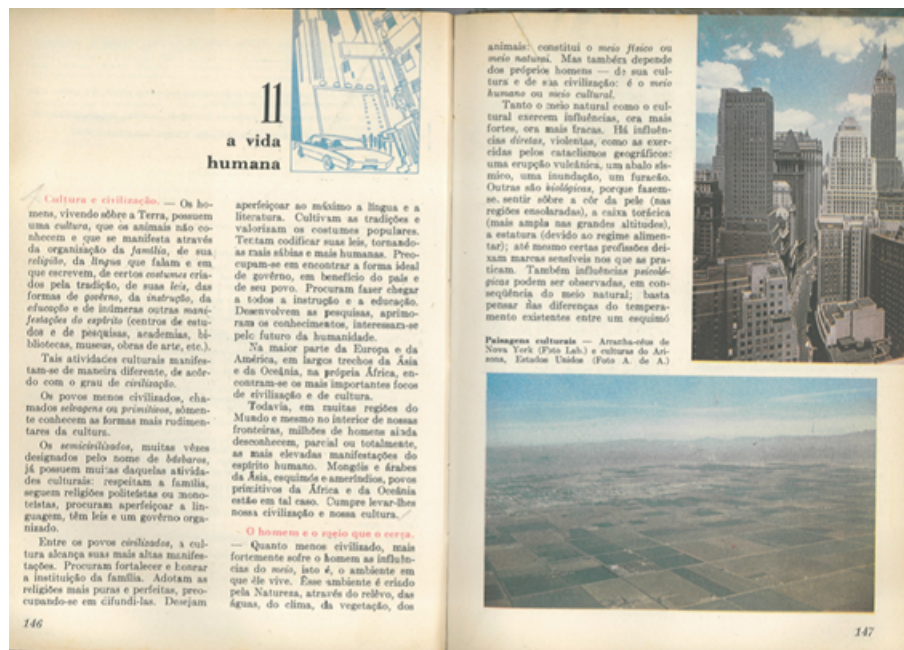 11
a vida
humana
Cultura e civilização. — Os ho-
mens, vivendo sôbre a Terra, possuem
uma cultura, que os animais não co-
nhecem e que se manifesta através
da organização da família, de sua
religião, da língua que falam e em
que escrevem, de certos costumes cria-
dos pela tradição, de suas leis, das
formas de govêrno, da instrução, da
educação e de inúmeras outras mani-
festações do espírito (centros de estu-
dos e de pesquisas, academias, bi-
bliotecas, museus, obras de arte, etc.).
Tais atividades culturais manifes-
tam-se de maneira diferente, de acôr-
do com o grau de civilização.
Os povos menos civilizados, cha-
mados selvagens ou primitivos, sòmen-
te conhecem as formas mais rudimen-
tares da cultura.
Os semicivilizados, muitas vêzes
designados pelo nome de bárbaros,
já possuem muitas daquelas ativida-
des culturais: respeitam a família,
seguem religiões politeístas ou mono-
teístas, procuram aperfeiçoar a lin-
guagem, têm leis e um govêrno orga-
nizado.
Entre os povos civilizados, a cul-
tura alcança suas mais altas manifes-
tações. Procuram fortalecer e honrar
a instituição da família. Adotam as
religiões mais puras e perfeitas, preo-
cupando-se em difundi-las. Desejam
aperfeiçoar ao máximo a língua e a
literatura. Cultivam as tradições e
valorizam os costumes populares.
Tentam codificar suas leis, tornando-
as mais sábias e mais humanas. Preo-
cupam-se em encontrar a forma ideal
de govêrno, em benefício do país e
de seu povo. Procuram fazer chegar
a todos a instrução e a educação.
Desenvolvem as pesquisas, aprimo-
ram os conhecimentos, interessam-se
pelo futuro da humanidade.
Na maior parte da Europa e da
América, em largos trechos da Ásia
e da Oceânia, na própria África, en-
contram-se os mais importantes focos
de civilização e de cultura.
Todavia, em muitas regiões do
Mundo e mesmo no interior de nossas
fronteiras, milhões de homens ainda
desconhecem, parcial ou totalmente,
as mais elevadas manifestações do
espírito humano. Mongóis e árabes
da Ásia, esquimós e ameríndios, povos
primitivos da África e da Oceânia
estão em tal caso. Cumpre levar-lhes
nossa civilização e nossa cultura.
O homem e o meio que o cerca.
— Quanto menos civilizado, mais
fortemente sofre o homem as influên-
cias do meio, isto é, o ambiente em
que êle vive. Êsse ambiente é criado
pela Natureza, através do relêvo, das
águas, do clima, da vegetação, dos
146
animais: constitui o meio físico ou
meio natural. Mas também depende
dos próprios homens — de sua cul-
tura e de sua civilização: é o meio
humano ou meio cultural.
Tanto o meio natural como o cul-
tural exercem influências, ora mais
fortes, ora mais fracas. Há influên-
cias diretas, violentas, como as exer-
cidas pelos cataclismos geográficos:
uma erupção vulcânica, um abalo sís-
mico, uma inundação, um furacão.
Outras são biológicas, porque fazem-
se sentir sôbre a côr da pele (nas
regiões ensolaradas), a caixa torácica
(mais ampla nas grandes altitudes),
a estatura (devido ao regime alimen-
tar); até mesmo certas profissões dei-
xam marcas sensíveis nos que as pra-
ticam. Também influências psicoló-
gicas podem ser observadas, em con-
seqüência do meio natural; basta
pensar nas diferenças do tempera-
mento existentes entre um esquimó
Paisagens culturais — Arranha-céus de
Nova York (Foto Lab.) e culturas do Ari-
zona, Estados Unidos (Foto A. de A.)
147